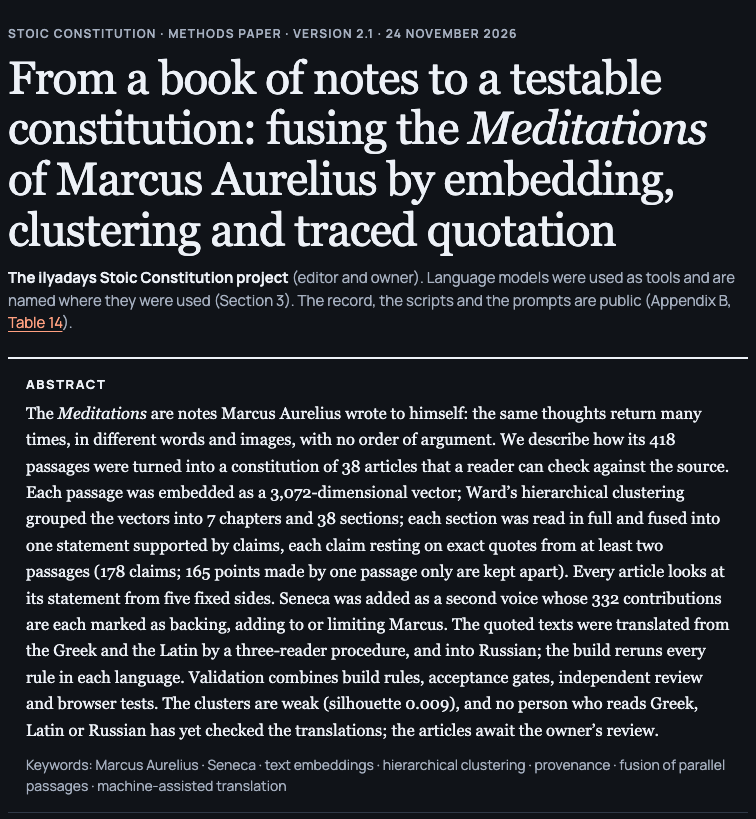 STOIC CONSTITUTION · METHODS PAPER · VERSION 2.1 · 24 NOVEMBER 2026
From a book of notes to a testable
constitution: fusing the Meditations
of Marcus Aurelius by embedding,
clustering and traced quotation
The ilyadays Stoic Constitution project (editor and owner). Language models were used as tools and are
named where they were used (Section 3). The record, the scripts and the prompts are public (Appendix B,
Table 14).
ABSTRACT
The Meditations are notes Marcus Aurelius wrote to himself: the same thoughts return many
times, in different words and images, with no order of argument. We describe how its 418
passages were turned into a constitution of 38 articles that a reader can check against the source.
Each passage was embedded as a 3,072-dimensional vector; Ward’s hierarchical clustering
grouped the vectors into 7 chapters and 38 sections; each section was read in full and fused into
one statement supported by claims, each claim resting on exact quotes from at least two
passages (178 claims; 165 points made by one passage only are kept apart). Every article looks at
its statement from five fixed sides. Seneca was added as a second voice whose 332 contributions
are each marked as backing, adding to or limiting Marcus. The quoted texts were translated from
the Greek and the Latin by a three-reader procedure, and into Russian; the build reruns every
rule in each language. Validation combines build rules, acceptance gates, independent review
and browser tests. The clusters are weak (silhouette 0.009), and no person who reads Greek,
Latin or Russian has yet checked the translations; the articles await the owner’s review.
Keywords: Marcus Aurelius · Seneca · text embeddings · hierarchical clustering · provenance · fusion of parallel
passages · machine-assisted translation